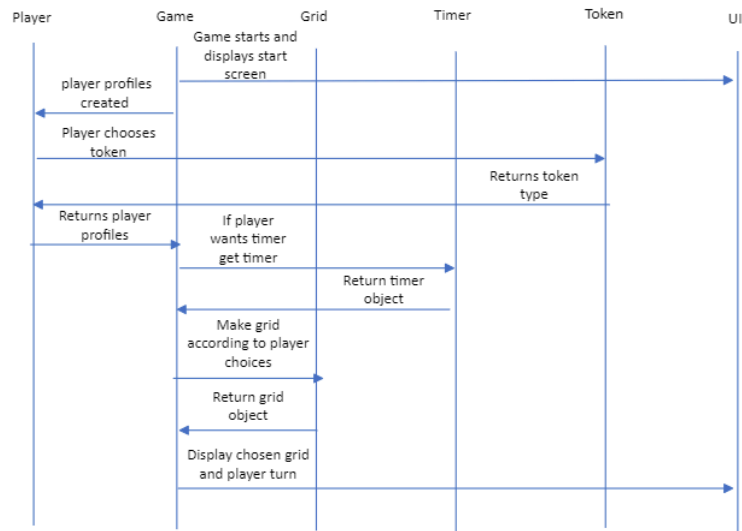 Player
Game
Grid
Timer
Token
UI
Game starts and
displays start
screen
player profiles
created
Player chooses
token
Returns token
type
Returns player
profiles
If player
wants timer
get timer
Return timer
object
Make grid
according to player
choices
Return grid
object
Display chosen grid
and player turn